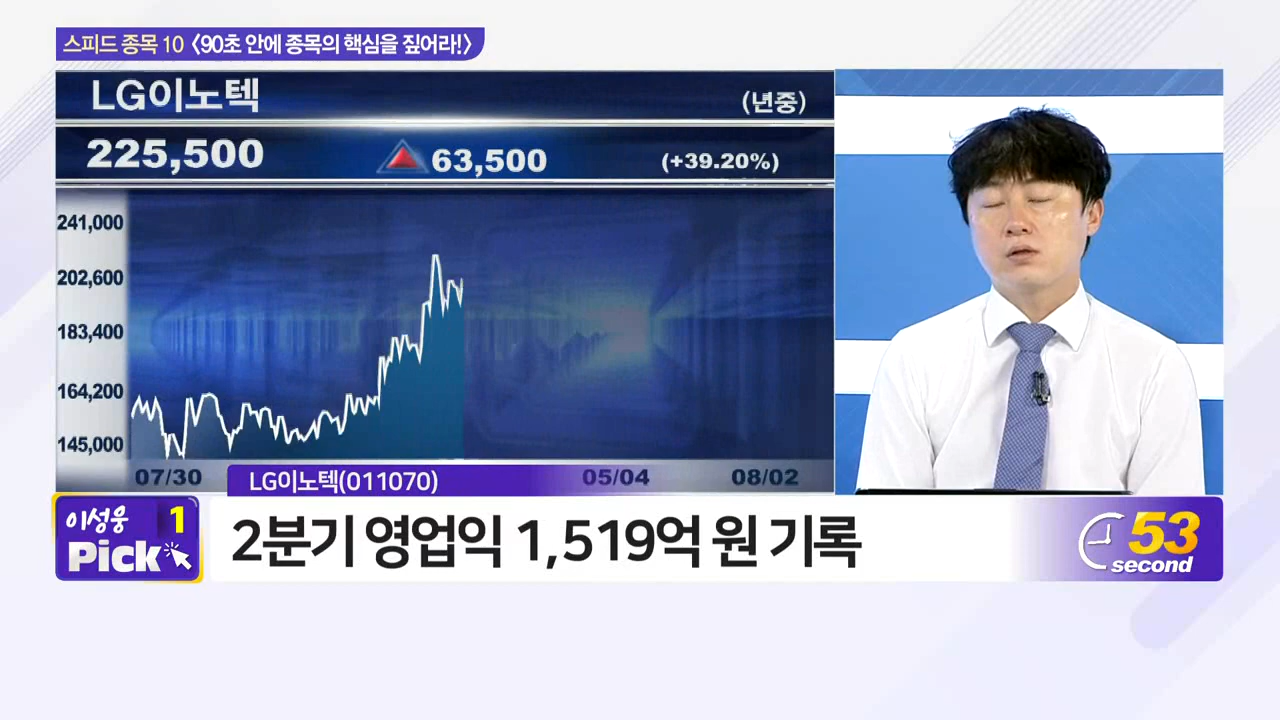 스피드 종목 10 <90초 안에 종목의 핵심을 짚어라!>
LG이노텍
(년중)
225,500 ▲ 63,500 (+39.20%)
241,000
202,600
183,400
164,200
145,000
07/30
05/04
08/02
LG이노텍(011070)
이성웅 1
Pick
2분기 영업익 1,519억 원 기록
53
second